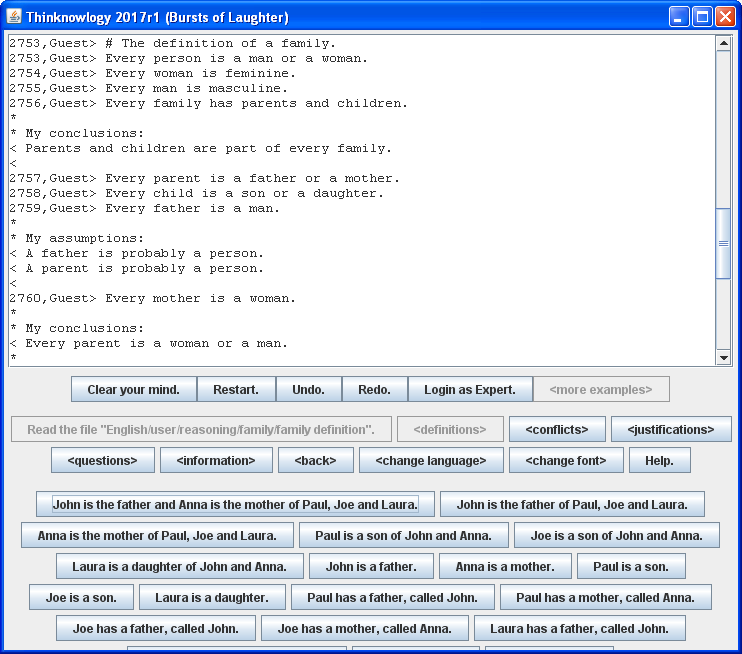 Thinknowlogy 2017r1 (Bursts of Laughter)
2753,Guest> # The definition of a family.
2753,Guest> Every person is a man or a woman.
2754,Guest> Every woman is feminine.
2755,Guest> Every man is masculine.
2756,Guest> Every family has parents and children.
*
* My conclusions:
< Parents and children are part of every family.
<
2757,Guest> Every parent is a father or a mother.
2758,Guest> Every child is a son or a daughter.
2759,Guest> Every father is a man.
*
* My assumptions:
< A father is probably a person.
< A parent is probably a person.
<
2760,Guest> Every mother is a woman.
*
* My conclusions:
< Every parent is a woman or a man.
*
Clear your mind. Restart. Undo. Redo. Login as Expert. <more examples>
Read the file "English/user/reasoning/family/family definition". <definitions> <conflicts> <justifications>
<questions> <information> <back> <change language> <change font> Help.
John is the father and Anna is the mother of Paul, Joe and Laura. John is the father of Paul, Joe and Laura.
Anna is the mother of Paul, Joe and Laura. Paul is a son of John and Anna. Joe is a son of John and Anna.
Laura is a daughter of John and Anna. John is a father. Anna is a mother. Paul is a son.
Joe is a son. Laura is a daughter. Paul has a father, called John. Paul has a mother, called Anna.
Joe has a father, called John. Joe has a mother, called Anna. Laura has a father, called John.